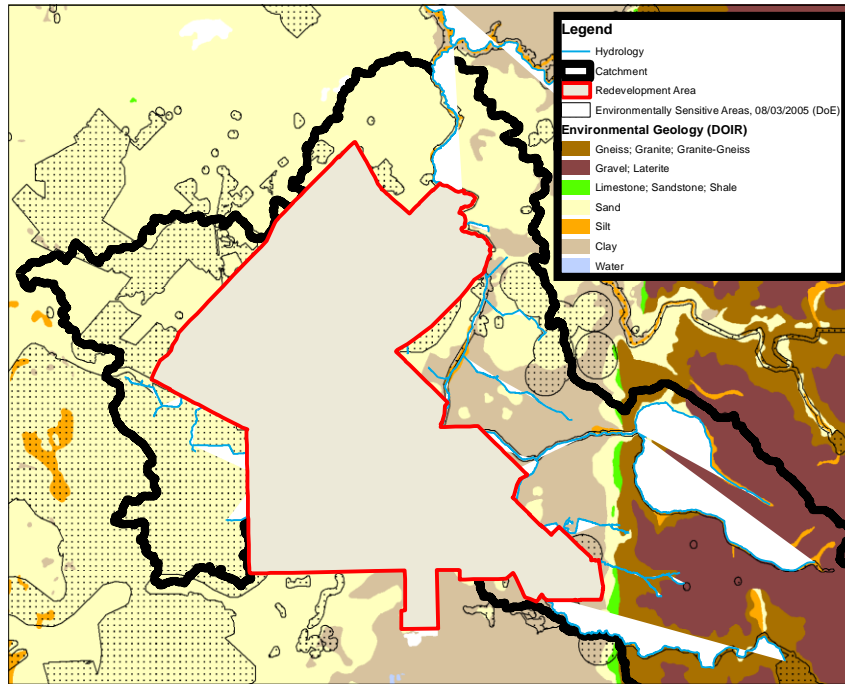 Legend
Hydrology
Catchment
Redevelopment Area
Environmentally Sensitive Areas, 08/03/2005 (DoE)
Environmental Geology (DOIR)
Gneiss; Granite; Granite-Gneiss
Gravel; Laterite
Limestone; Sandstone; Shale
Sand
Silt
Clay
Water